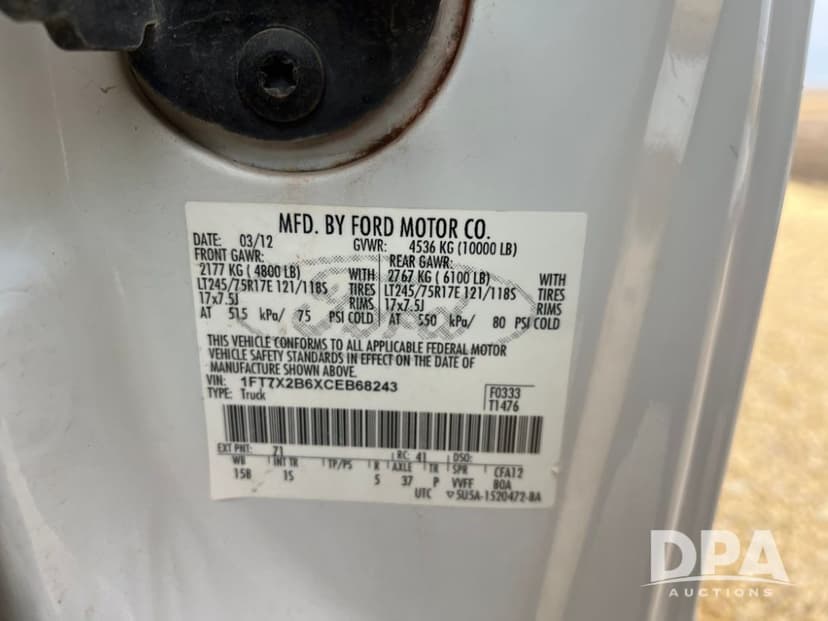 MFD. BY FORD MOTOR CO.
DATE: 03/12 GVWR: 4536 KG (10000 LB)
FRONT GAWR: REAR GAWR:
2177 KG ( 4800 LB) WITH 2767 KG ( 6100 LB) WITH
LT245/75R17E 121/118S TIRES LT245/75R17E 121/118S TIRES
17x7.5J RIMS 17x7.5J RIMS
AT 515 kPa/ 75 PSI COLD AT 550 kPa/ 80 PSI COLD
THIS VEHICLE CONFORMS TO ALL APPLICABLE FEDERAL MOTOR
VEHICLE SAFETY STANDARDS IN EFFECT ON THE DATE OF
MANUFACTURE SHOWN ABOVE.
VIN: 1FT7X2B6XCEB68243 F0333
TYPE: Truck T1476
EXT PNT: Z1 RC: 41 DSO:
WB INT TR TP/PS R AXLE TR SPR CFA12
158 1S 5 37 P VVFF BOA
UTC ▽5U5A-1520472-BA
Ford
DPA
AUCTIONS